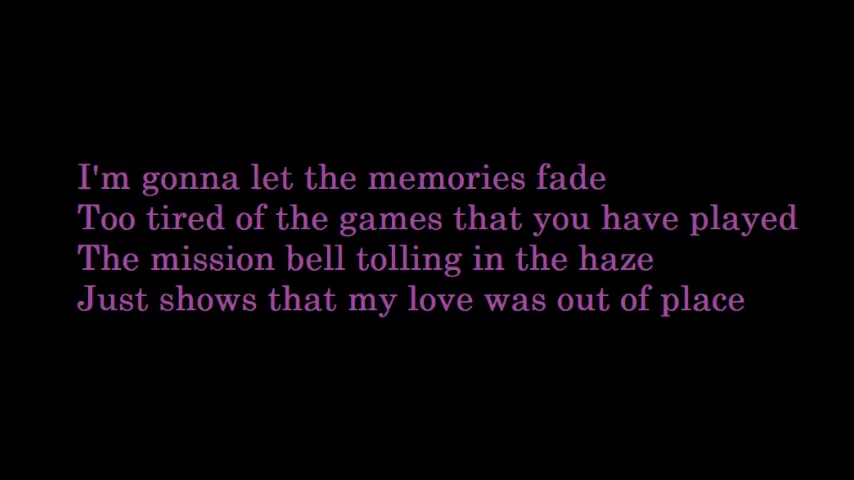 I'm gonna let the memories fade
Too tired of the games that you have played
The mission bell tolling in the haze
Just shows that my love was out of place